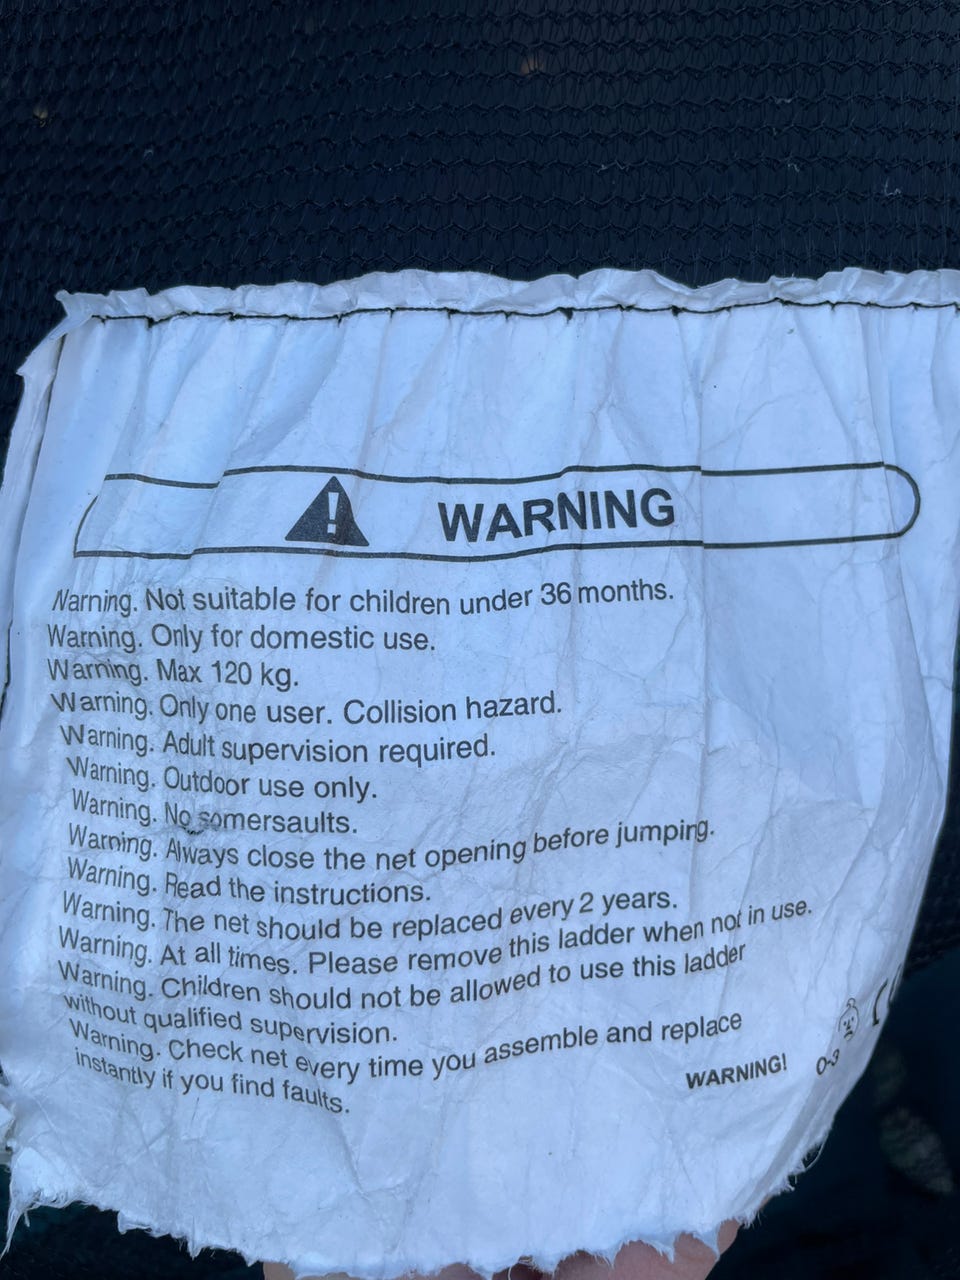 WARNING
Warning. Not suitable for children under 36 months.
Warning. Only for domestic use.
Warning. Max 120 kg.
Warning. Only one user. Collision hazard.
Warning. Adult supervision required.
Warning. Outdoor use only.
Warning. No somersaults.
Warning. Always close the net opening before jumping.
Warning. Read the instructions.
Warning. The net should be replaced every 2 years.
Warning. At all times. Please remove this ladder when not in use.
Warning. Children should not be allowed to use this ladder
without qualified supervision.
Warning. Check net every time you assemble and replace
instantly if you find faults.
WARNING!
0-3